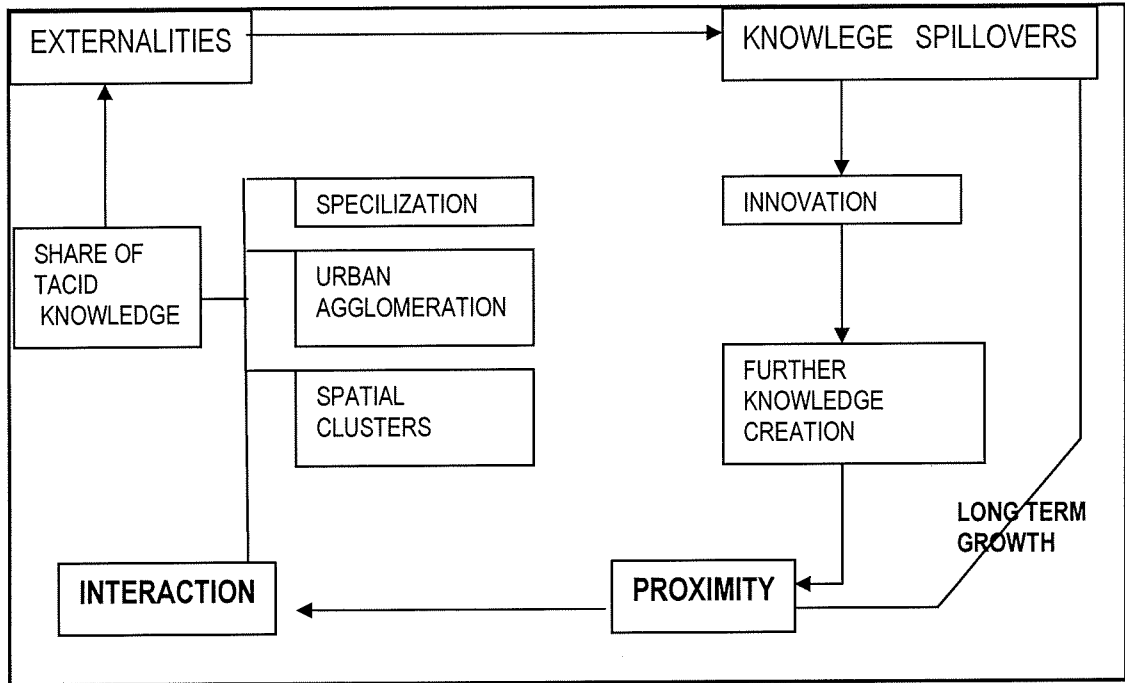 EXTERNALITIES
KNOWLEGE SPILLOVERS
SPECILIZATION
INNOVATION
SHARE OF
TACID
KNOWLEDGE
URBAN
AGGLOMERATION
SPATIAL
CLUSTERS
FURTHER
KNOWLEDGE
CREATION
LONG TERM
GROWTH
INTERACTION
PROXIMITY